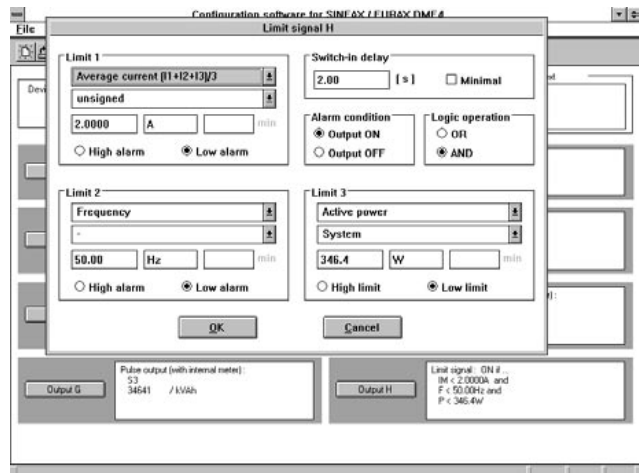 Configuration software for SINEAX / EURAX DME4
File
Limit signal H
Limit 1
Average current [I1+I2+I3]/3
unsigned
2.0000 A min
High alarm Low alarm
Switch-in delay
2.00 [s] Minimal
Alarm condition
Output ON
Output OFF
Logic operation
OR
AND
Limit 2
Frequency
-
50.00 Hz min
High alarm Low alarm
Limit 3
Active power
System
346.4 W min
High limit Low limit
OK Cancel
Output G
Pulse output (with internal meter) :
S3
34641 / kVAh
Output H
Limit signal : ON if ...
IM < 2.0000A and
F < 50.00Hz and
P < 346.4W